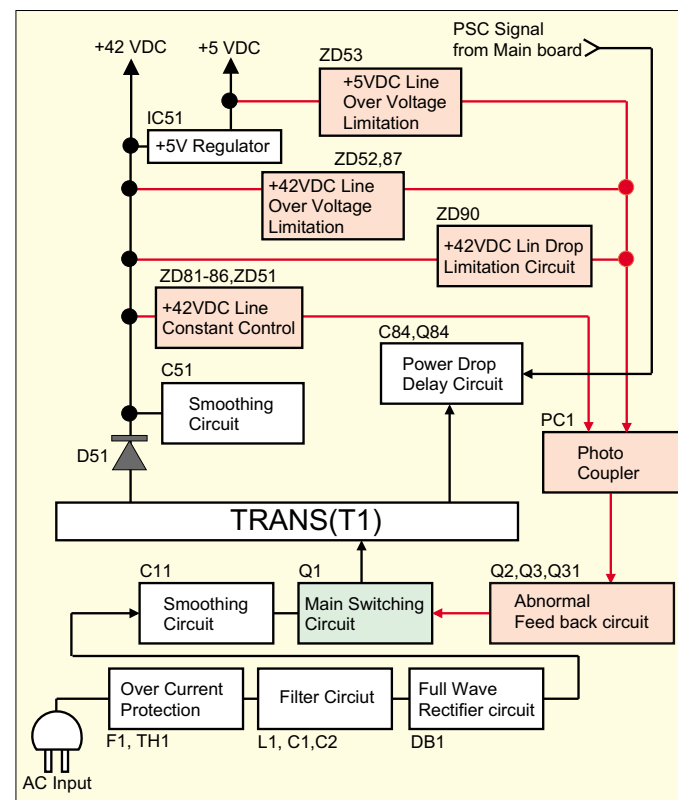 PSC Signal
from Main board
+42 VDC
+5 VDC
ZD53
+5VDC Line
Over Voltage
Limitation
IC51
+5V Regulator
ZD52,87
+42VDC Line
Over Voltage
Limitation
ZD90
+42VDC Lin Drop
Limitation Circuit
ZD81-86,ZD51
+42VDC Line
Constant Control
C84,Q84
Power Drop
Delay Circuit
C51
Smoothing
Circuit
PC1
Photo
Coupler
D51
TRANS(T1)
C11
Smoothing
Circuit
Q1
Main Switching
Circuit
Q2,Q3,Q31
Abnormal
Feed back circuit
Over Current
Protection
F1, TH1
Filter Circiut
L1, C1,C2
Full Wave
Rectifier circuit
DB1
AC Input